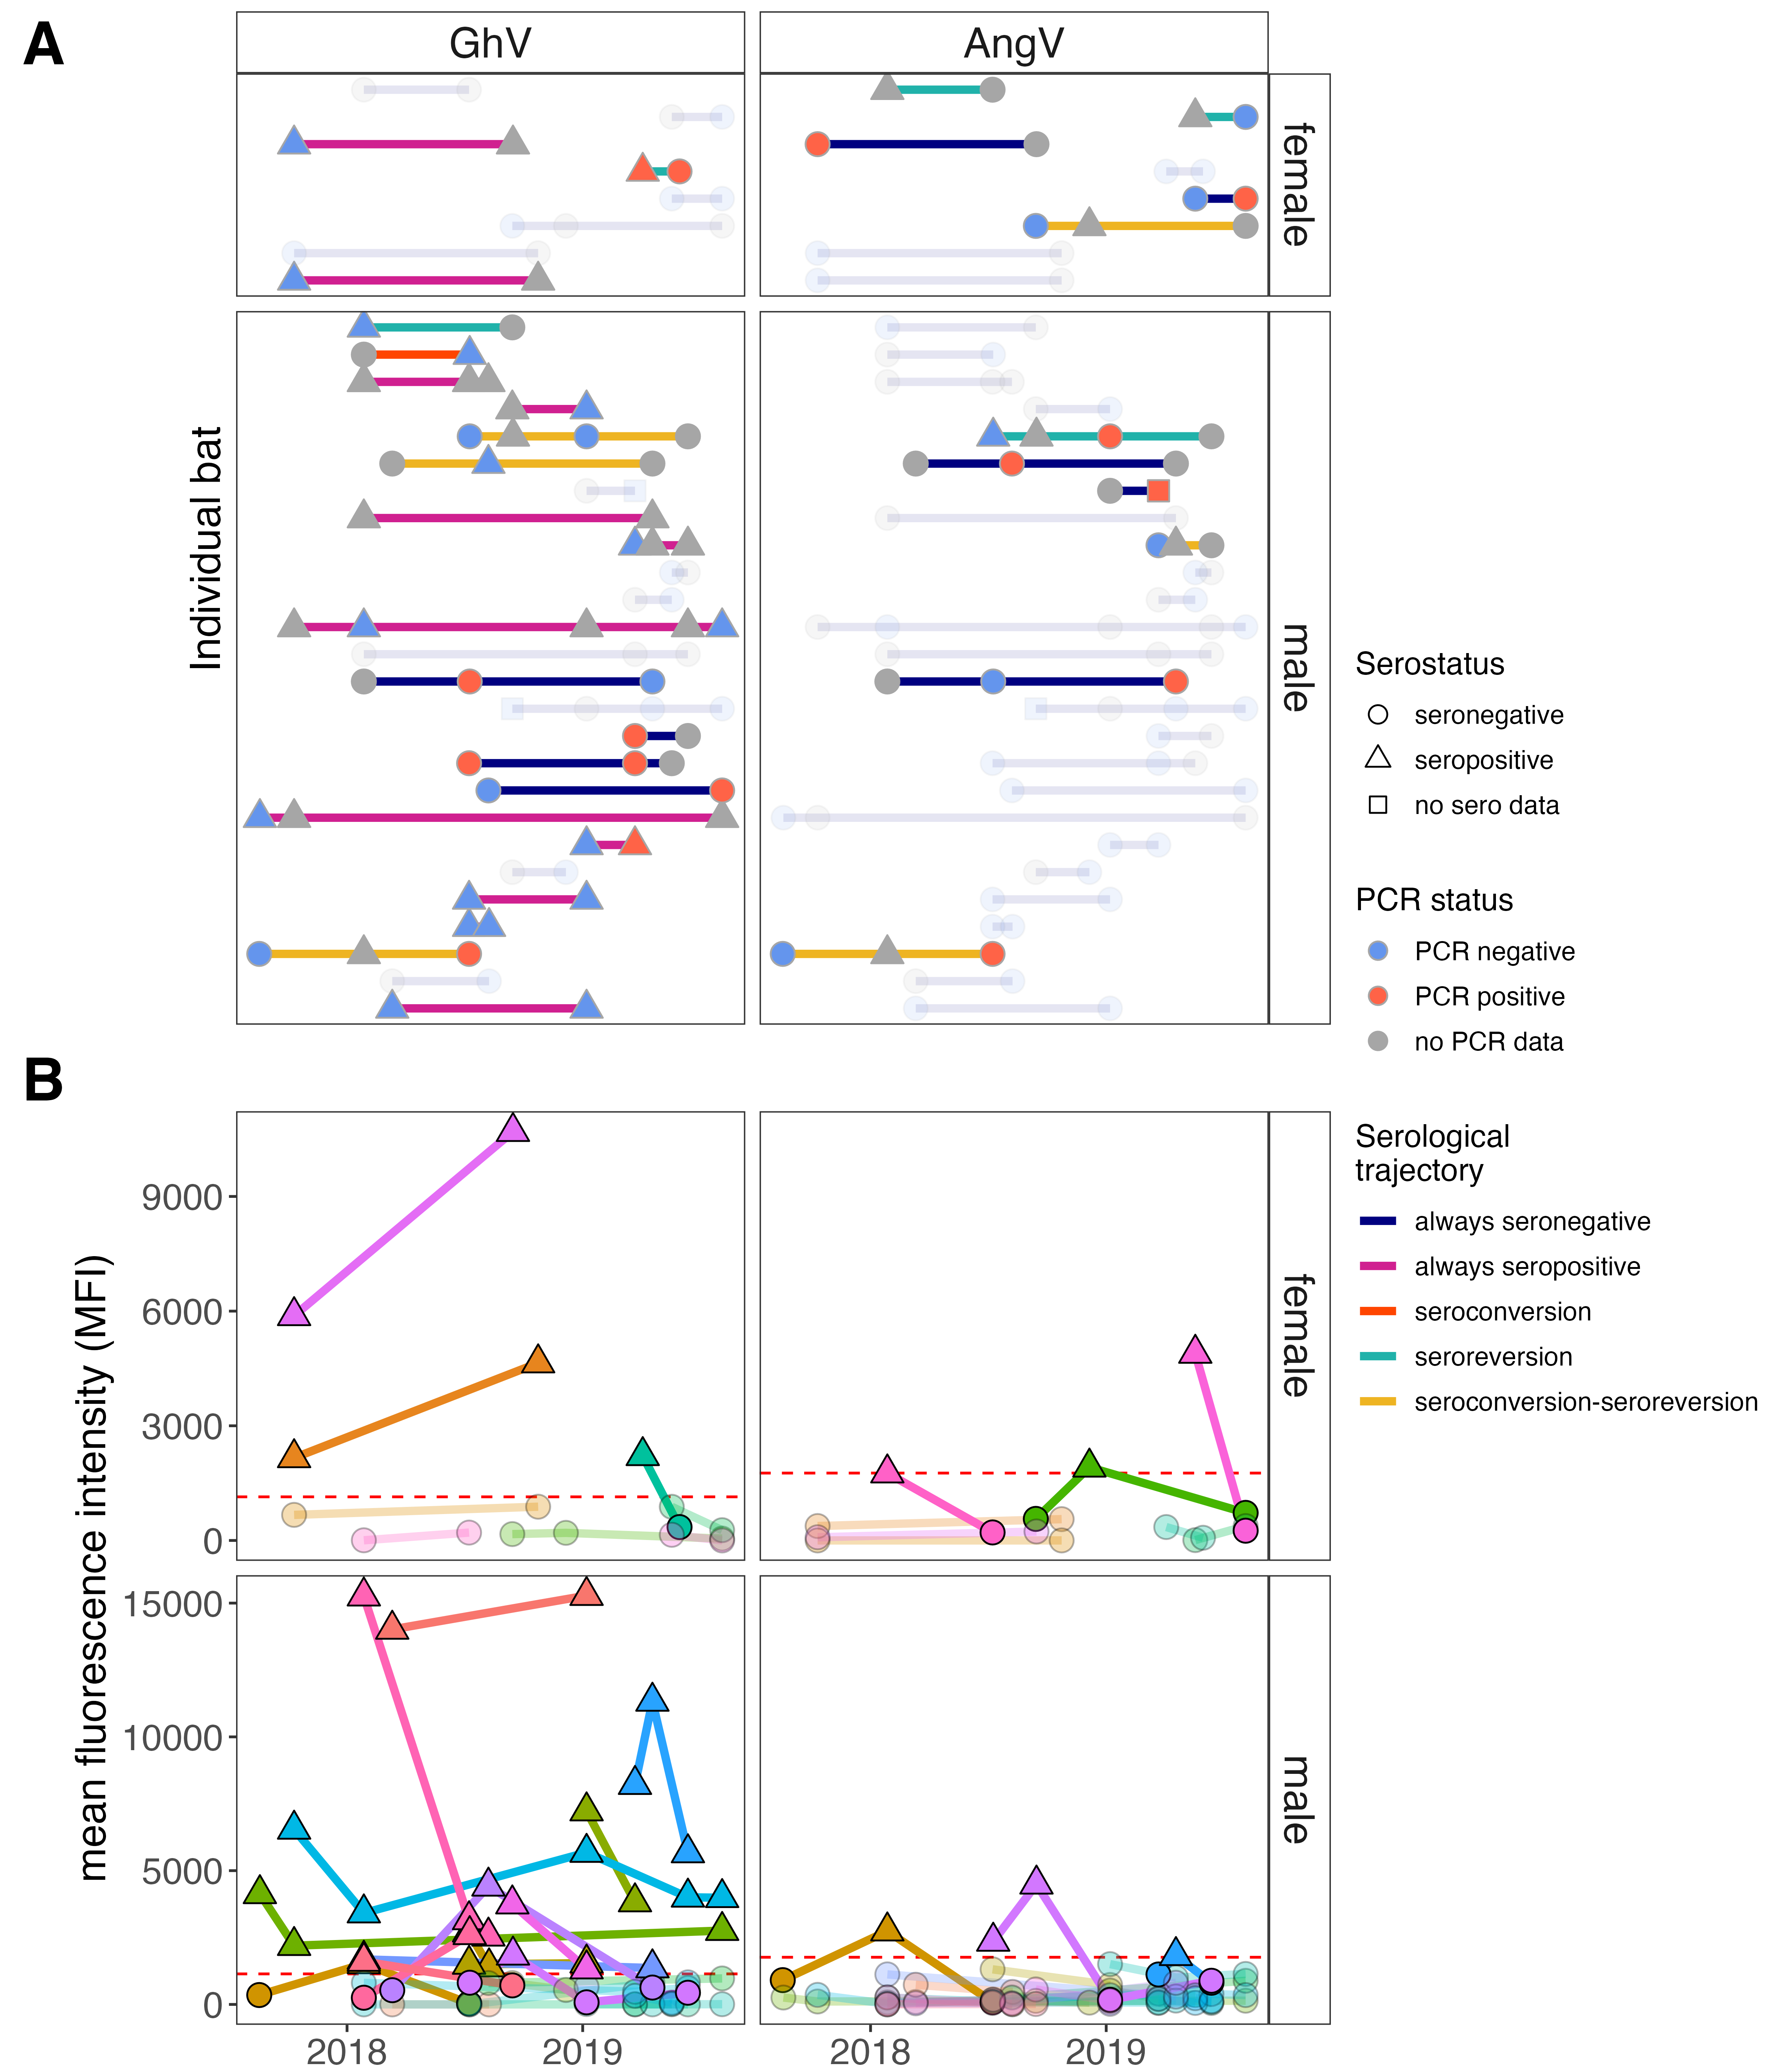 A
GhV
AngV
female
Individual bat
male
Serostatus
seronegative
seropositive
no sero data
PCR status
PCR negative
PCR positive
no PCR data
B
Serological
trajectory
always seronegative
always seropositive
seroconversion
seroreversion
seroconversion-seroreversion
mean fluorescence intensity (MFI)
9000
6000
3000
0
female
15000
10000
5000
0
male
2018
2019
2018
2019